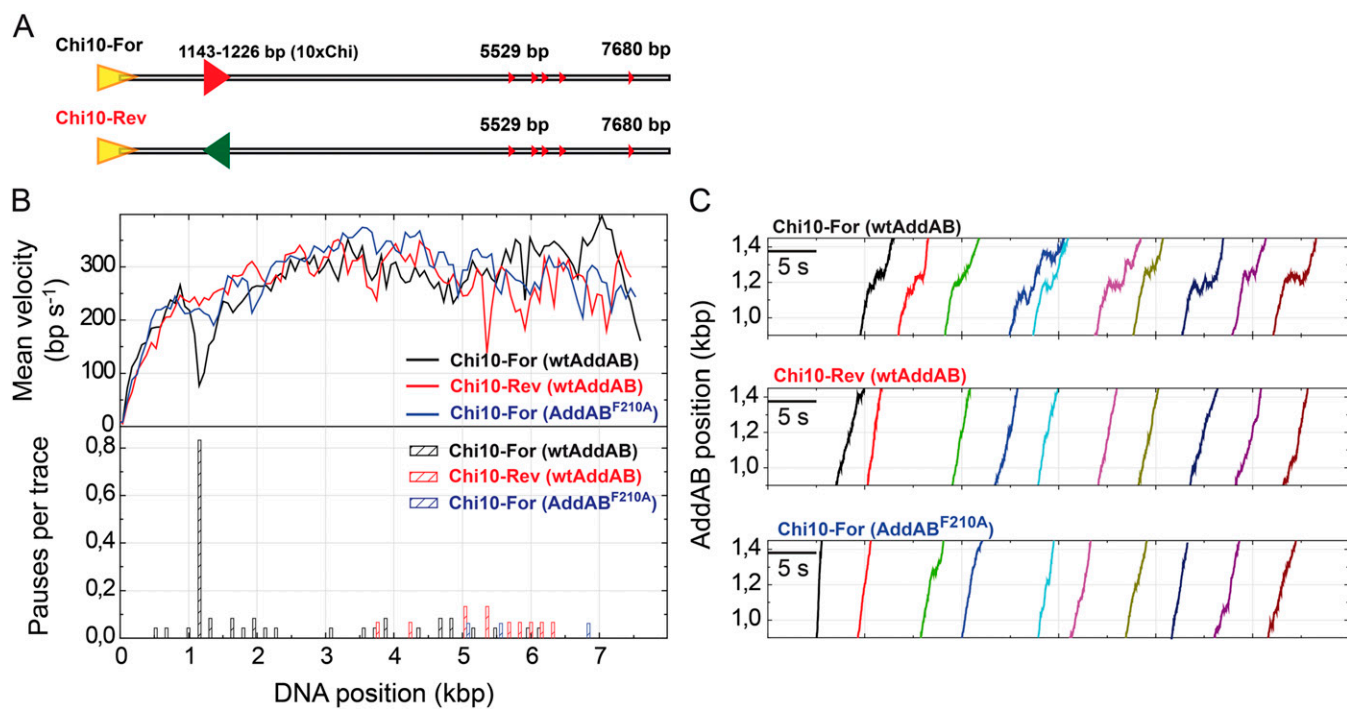 A
Chi10-For
1143-1226 bp (10xChi)
5529 bp
7680 bp
Chi10-Rev
5529 bp
7680 bp
B
Mean velocity
(bp s⁻¹)
300
200
100
0
Chi10-For (wtAddAB)
Chi10-Rev (wtAddAB)
Chi10-For (AddABF210A)
Pauses per trace
0,8
0,6
0,4
0,2
0,0
Chi10-For (wtAddAB)
Chi10-Rev (wtAddAB)
Chi10-For (AddABF210A)
0 1 2 3 4 5 6 7
DNA position (kbp)
C
AddAB position (kbp)
Chi10-For (wtAddAB)
1,4
1,2
1,0
5 s
Chi10-Rev (wtAddAB)
1,4
1,2
1,0
5 s
Chi10-For (AddABF210A)
1,4
1,2
1,0
5 s